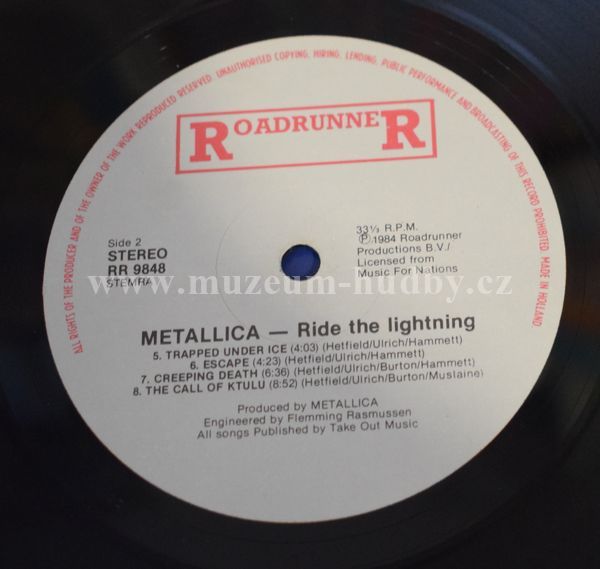 ALL RIGHTS OF THE PRODUCER AND OF THE OWNER OF THE WORK REPRODUCED RESERVED. UNAUTHORISED COPYING, HIRING, LENDING, PUBLIC PERFORMANCE AND BROADCASTING OF THIS RECORD PROHIBITED MADE IN HOLLAND
ROADRUNNER
Side 2
STEREO
RR 9848
STEMRA
33⅓ R.P.M.
℗ 1984 Roadrunner
Productions B.V./
Licensed from
Music For Nations
www.muzeum-hudby.cz
METALLICA — Ride the lightning
5. TRAPPED UNDER ICE (4:03) (Hetfield/Ulrich/Hammett)
6. ESCAPE (4:23) (Hetfield/Ulrich/Hammett)
7. CREEPING DEATH (6:36) (Hetfield/Ulrich/Burton/Hammett)
8. THE CALL OF KTULU (8:52) (Hetfield/Ulrich/Burton/Muslaine)
Produced by METALLICA
Engineered by Flemming Rasmussen
All songs Published by Take Out Music